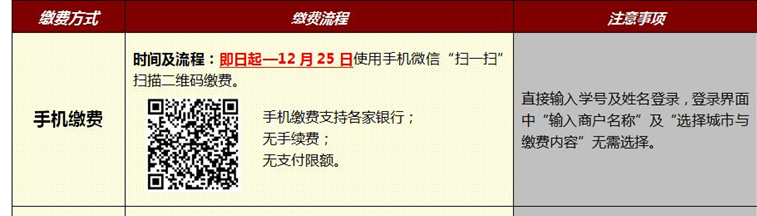 缴费方式
缴费流程
注意事项
手机缴费
时间及流程：即日起—12月25日使用手机微信“扫一扫”
扫描二维码缴费。
手机缴费支持各家银行；
无手续费；
无支付限额。
直接输入学号及姓名登录，登录界面
中“输入商户名称”及“选择城市与
缴费内容”无需选择。